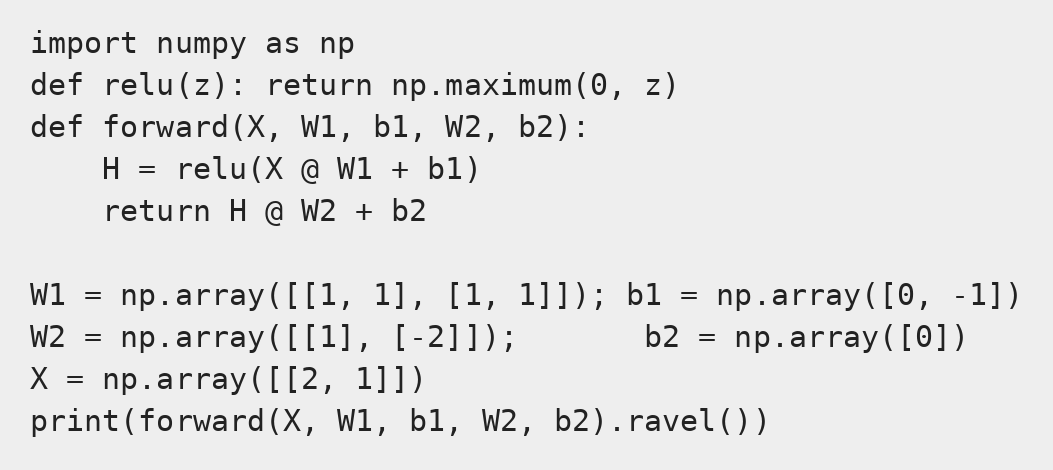 import numpy as np
def relu(z): return np.maximum(0, z)
def forward(X, W1, b1, W2, b2):
    H = relu(X @ W1 + b1)
    return H @ W2 + b2

W1 = np.array([[1, 1], [1, 1]]); b1 = np.array([0, -1])
W2 = np.array([[1], [-2]]);       b2 = np.array([0])
X = np.array([[2, 1]])
print(forward(X, W1, b1, W2, b2).ravel())